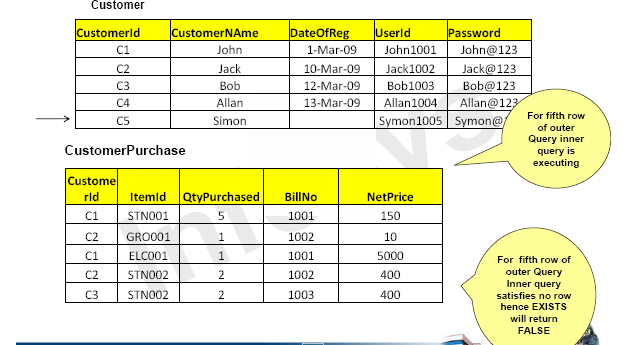 Customer
CustomerId CustomerNAme DateOfReg UserId Password
C1 John 1-Mar-09 John1001 John@123
C2 Jack 10-Mar-09 Jack1002 Jack@123
C3 Bob 12-Mar-09 Bob1003 Bob@123
C4 Allan 13-Mar-09 Allan1004 Allan@123
C5 Simon Symon1005 Symon@
For fifth row
of outer
Query inner
query is
executing
CustomerPurchase
Custome
rId ItemId QtyPurchased BillNo NetPrice
C1 STN001 5 1001 150
C2 GRO001 1 1002 10
C1 ELC001 1 1001 5000
C2 STN002 2 1002 400
C3 STN002 2 1003 400
For fifth row of
outer Query
Inner query
satisfies no row
hence EXISTS
will return
FALSE